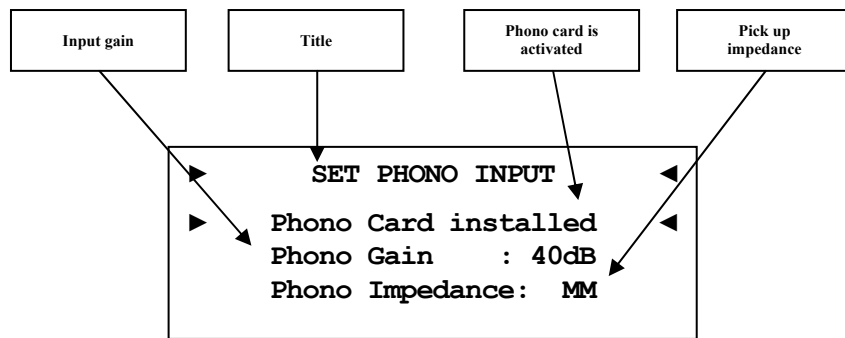 Input gain
Title
Phono card is
activated
Pick up
impedance
► SET PHONO INPUT ◄
► Phono Card installed ◄
Phono Gain : 40dB
Phono Impedance: MM